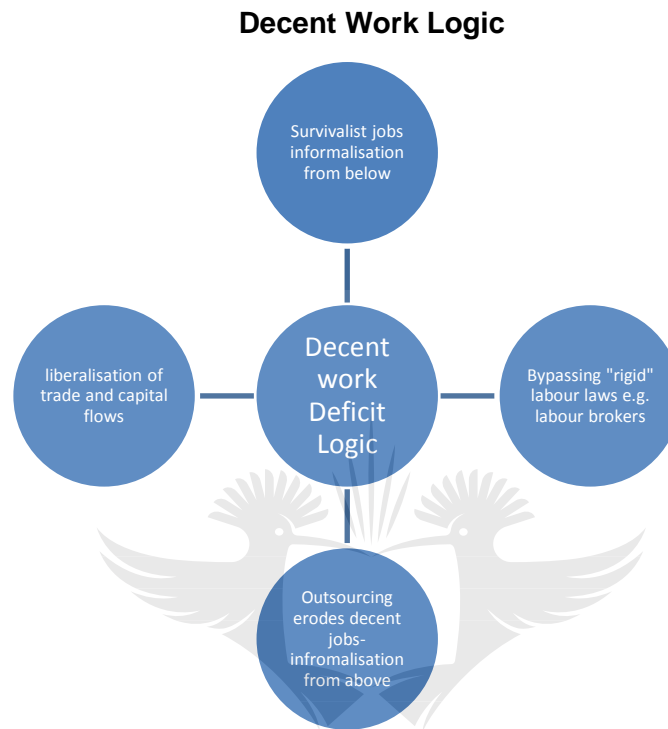 Decent Work Logic
Survivalist jobs
informalisation
from below
liberalisation of
trade and capital
flows
Decent
work
Deficit
Logic
Bypassing "rigid"
labour laws e.g.
labour brokers
Outsourcing
erodes decent
jobs-
infromalisation
from above